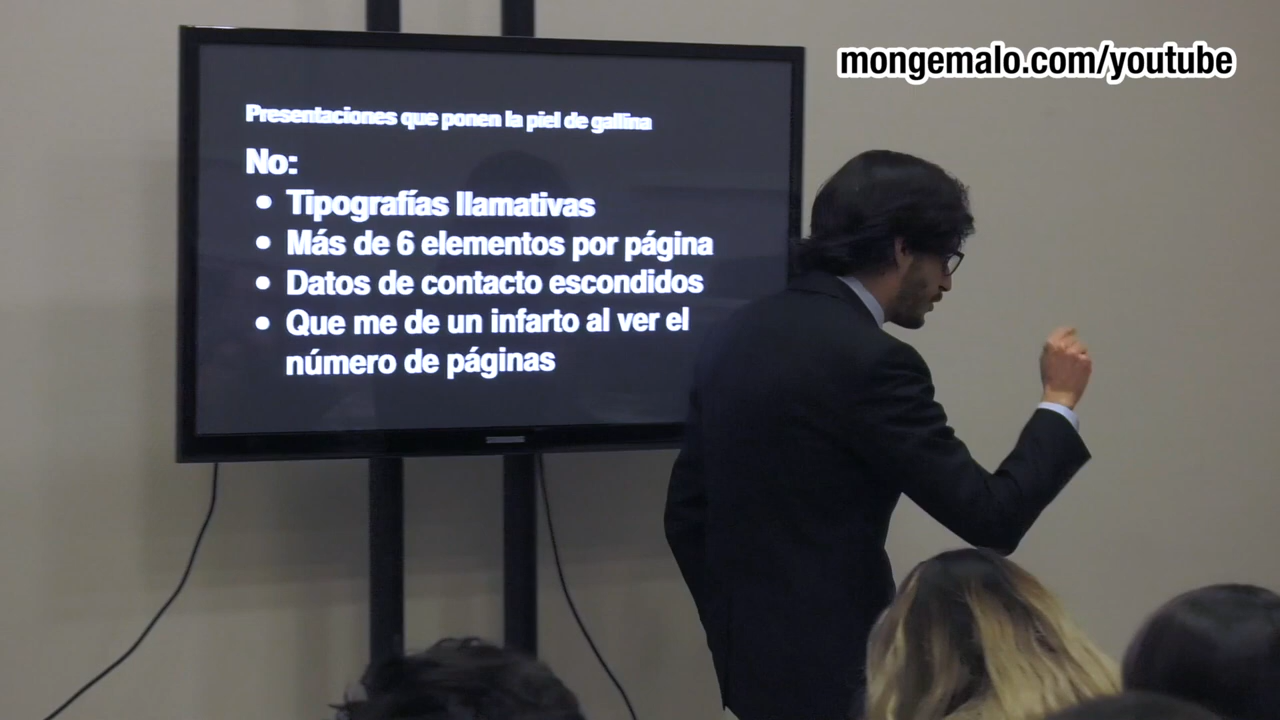 mongemalo.com/youtube
Presentaciones que ponen la piel de gallina
No:
• Tipografías llamativas
• Más de 6 elementos por página
• Datos de contacto escondidos
• Que me de un infarto al ver el
número de páginas